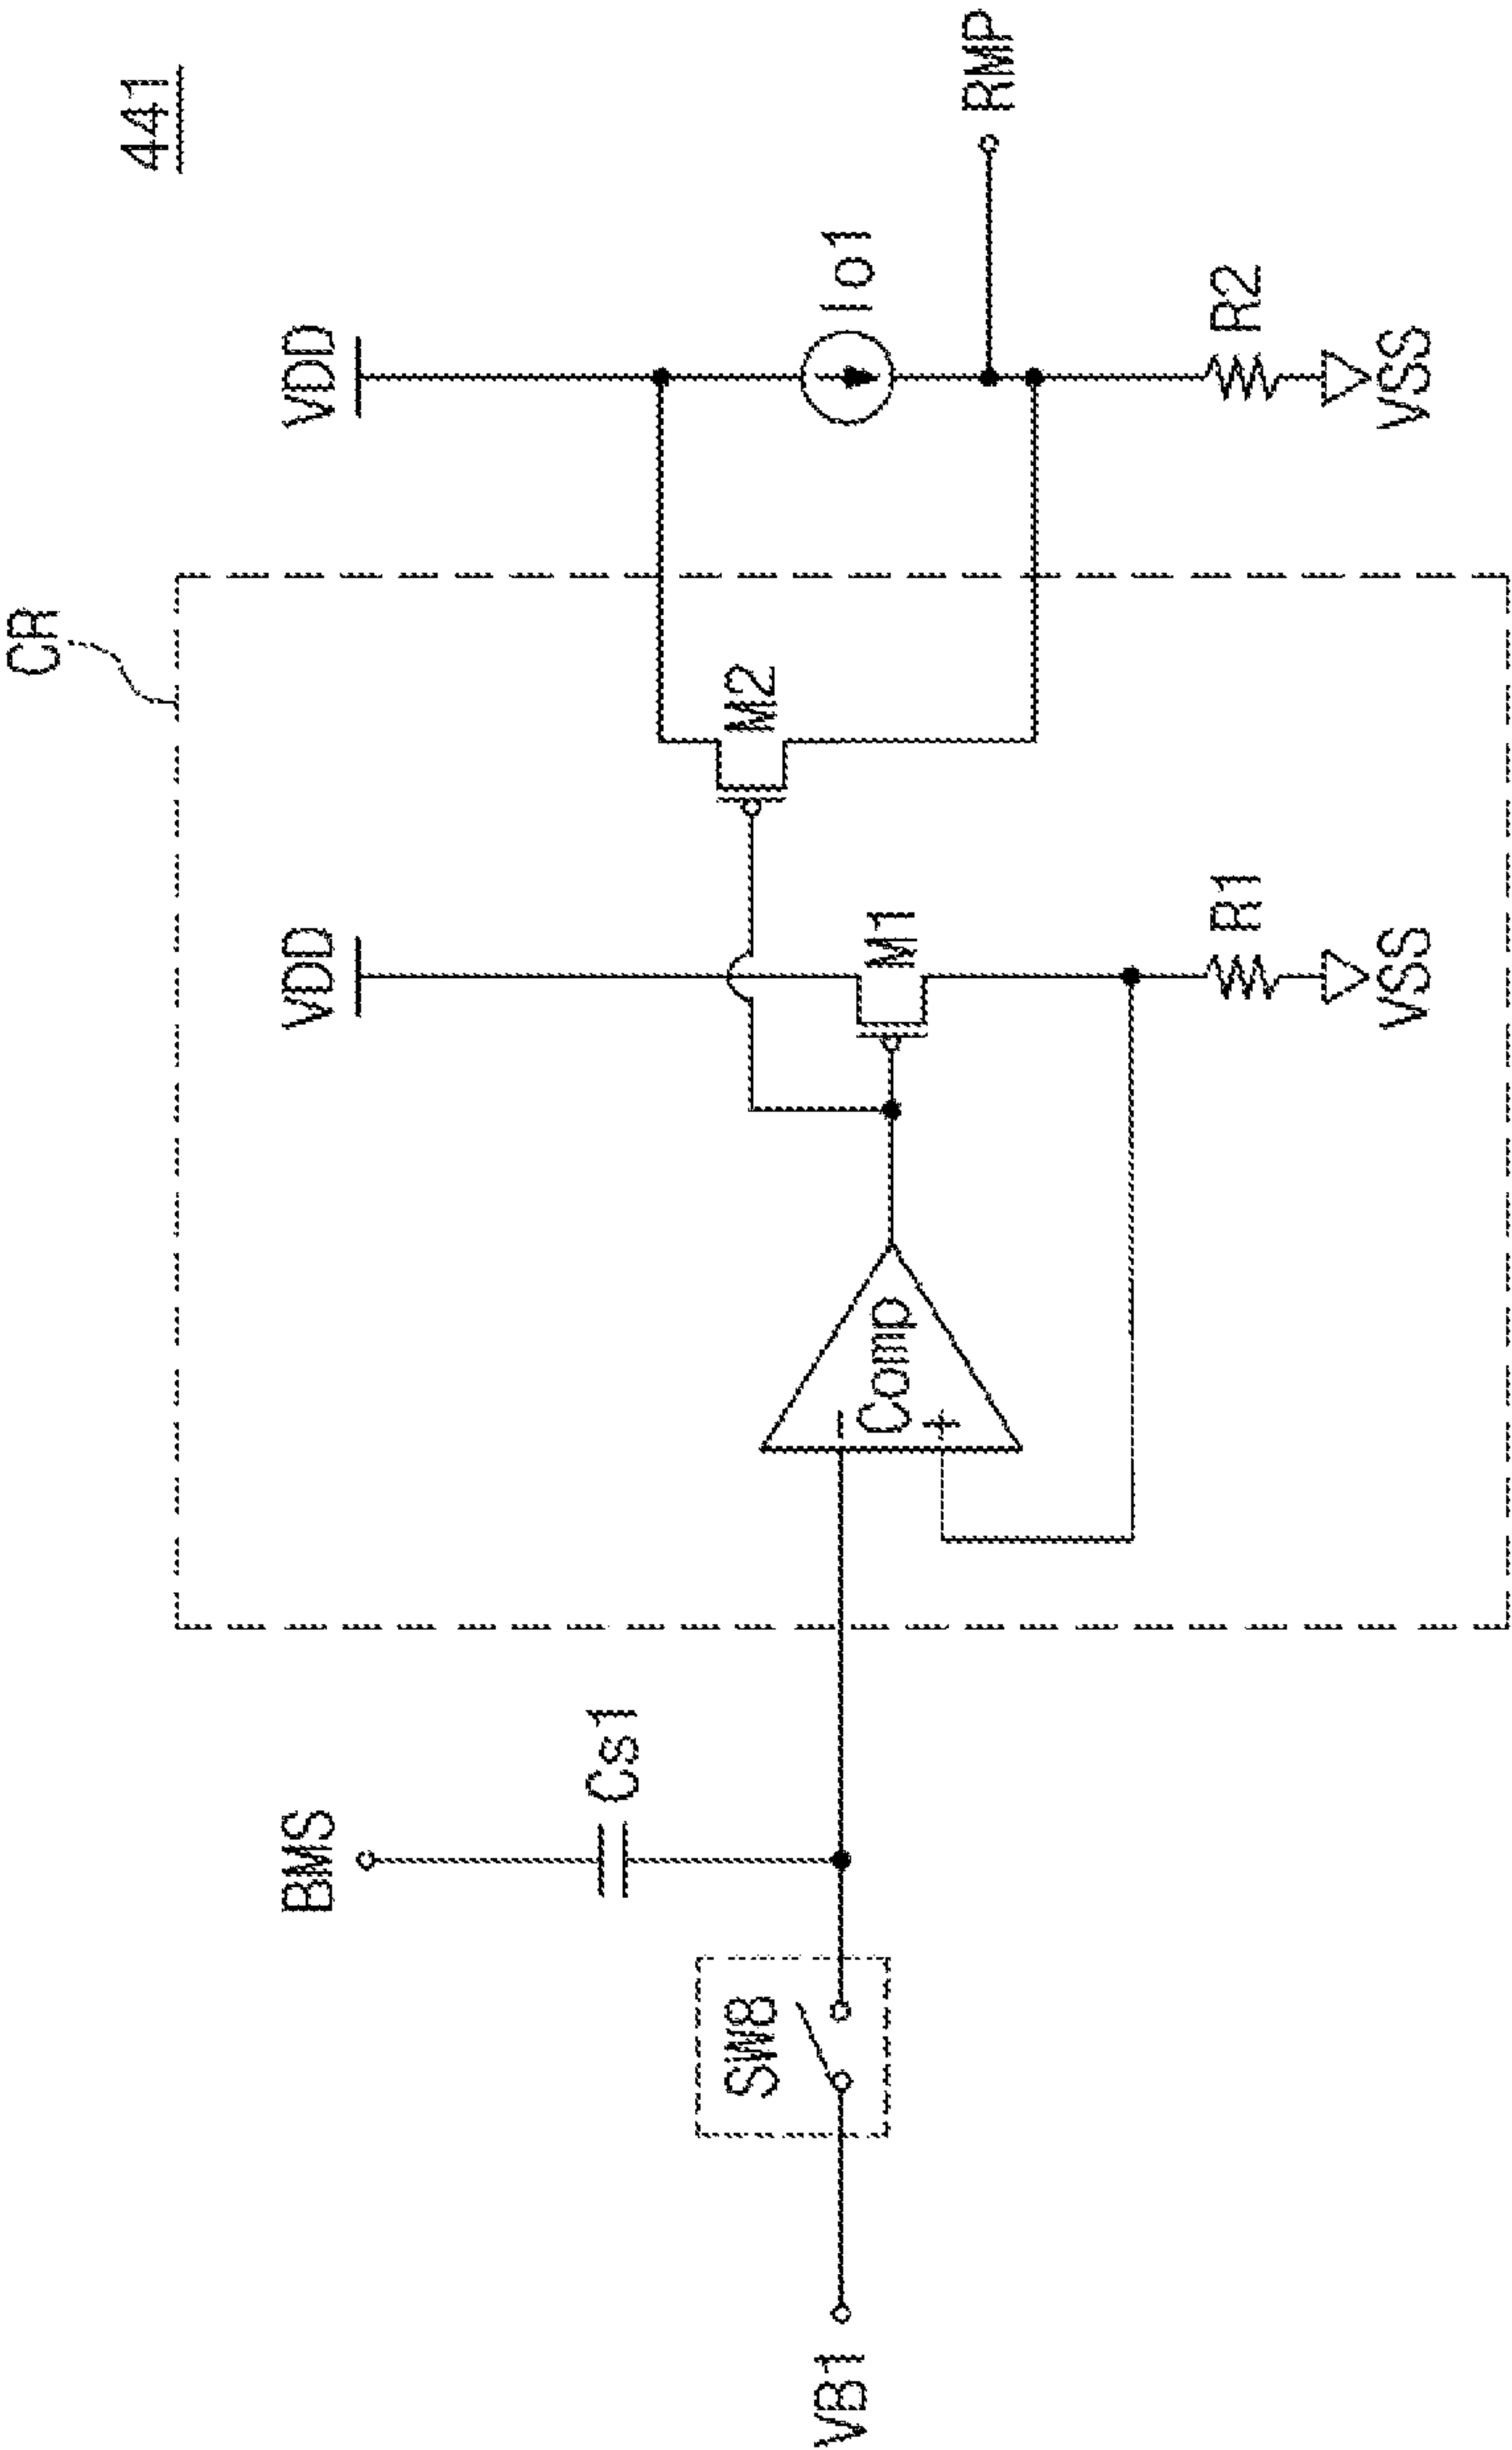 441
CR
BMS
VDD
VDD
Cs1
M2
SW8
Io1
VB1
−
Comp
+
M1
RMP
R1
R2
VSS
VSS